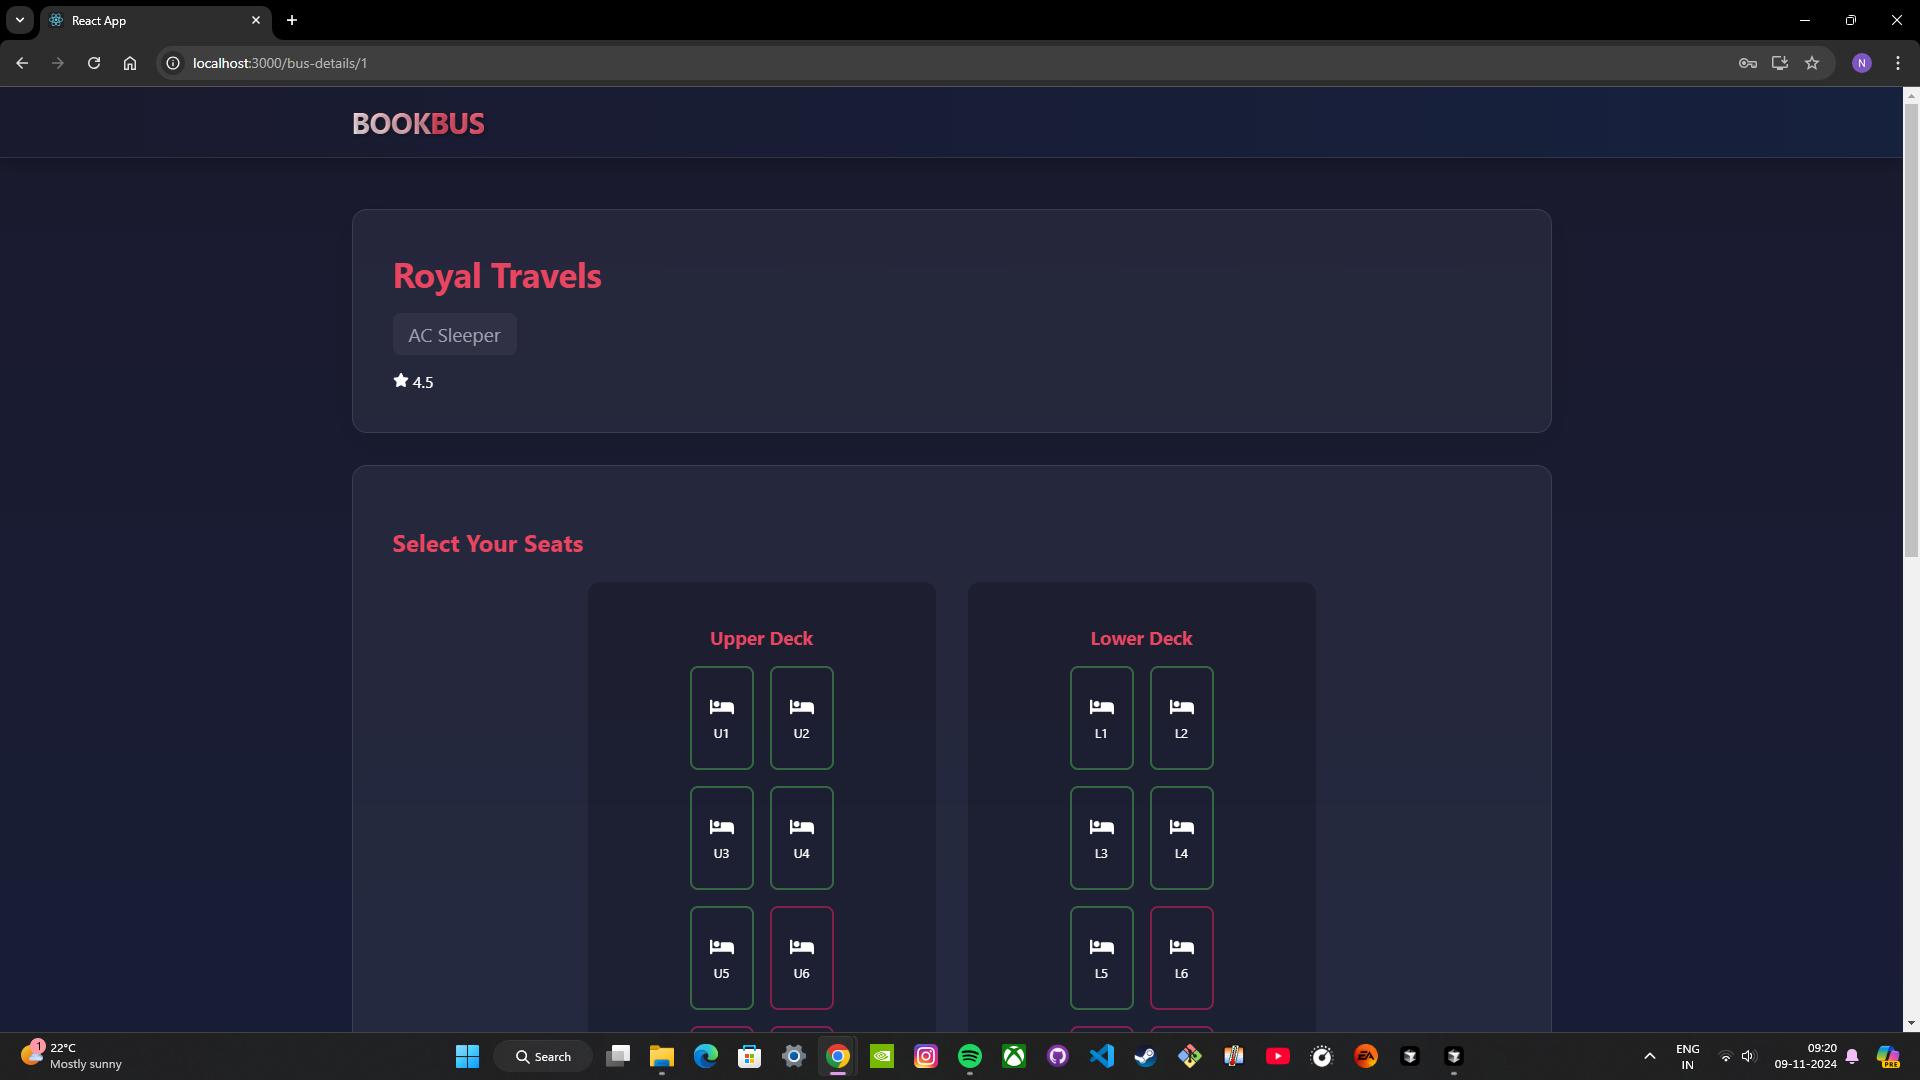 React App
localhost:3000/bus-details/1
N
BOOKBUS
Royal Travels
AC Sleeper
4.5
Select Your Seats
Upper Deck
Lower Deck
U1 U2 L1 L2
U3 U4 L3 L4
U5 U6 L5 L6
1
22°C
Mostly sunny
Search
EA
PRE
ENG
IN
09:20
09-11-2024